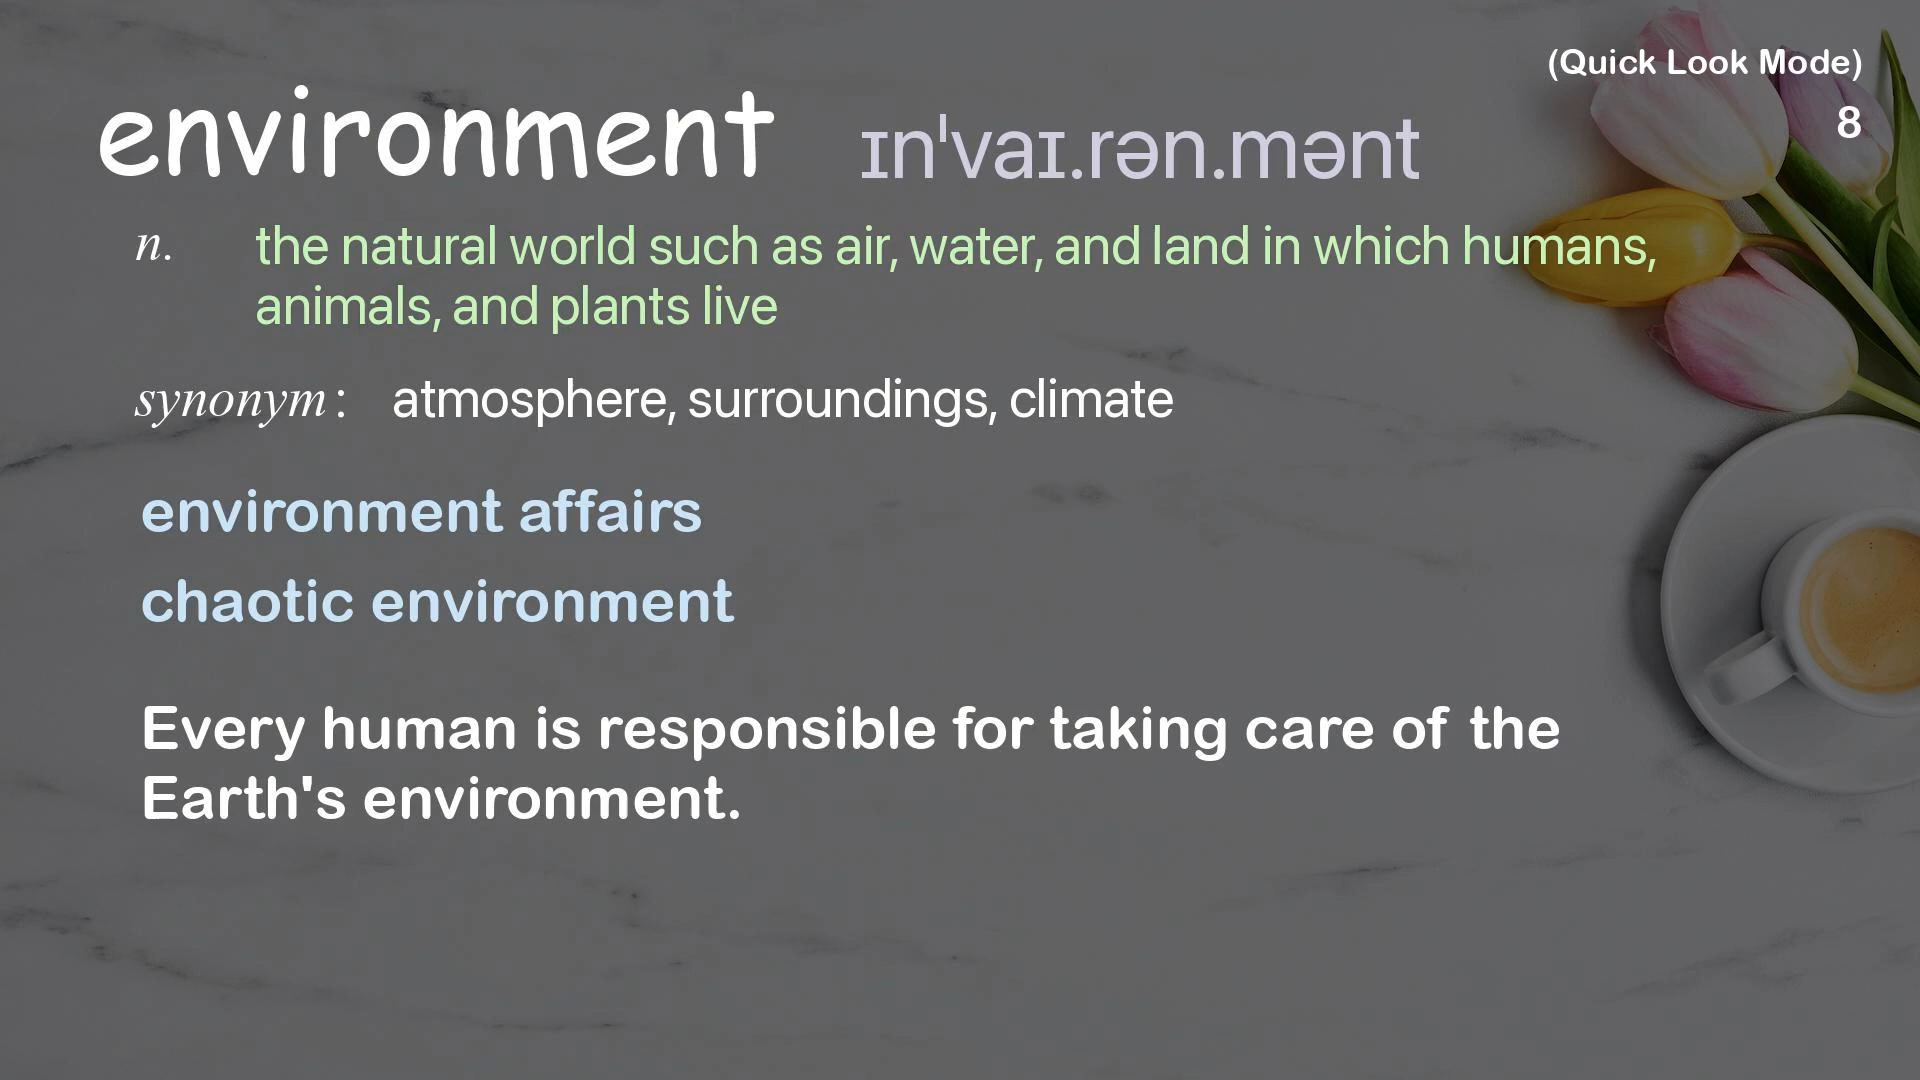 (Quick Look Mode)
8
environment ɪnˈvaɪ.rən.mənt
n. the natural world such as air, water, and land in which humans,
animals, and plants live
synonym : atmosphere, surroundings, climate
environment affairs
chaotic environment
Every human is responsible for taking care of the
Earth's environment.